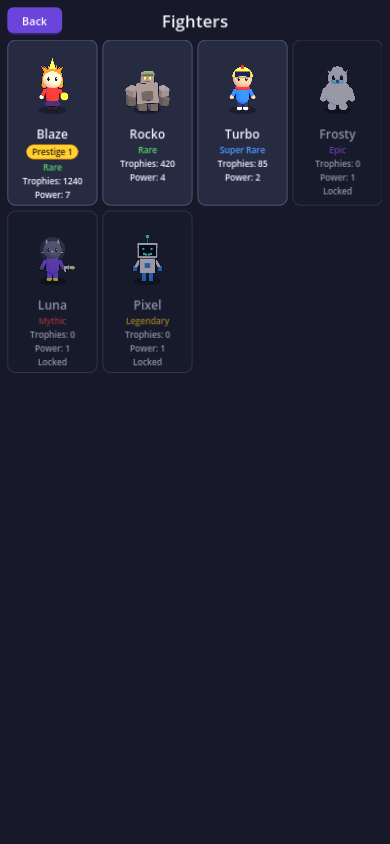 Back
Fighters
Blaze
Prestige 1
Rare
Trophies: 1240
Power: 7
Rocko
Rare
Trophies: 420
Power: 4
Turbo
Super Rare
Trophies: 85
Power: 2
Frosty
Epic
Trophies: 0
Power: 1
Locked
Luna
Mythic
Trophies: 0
Power: 1
Locked
Pixel
Legendary
Trophies: 0
Power: 1
Locked